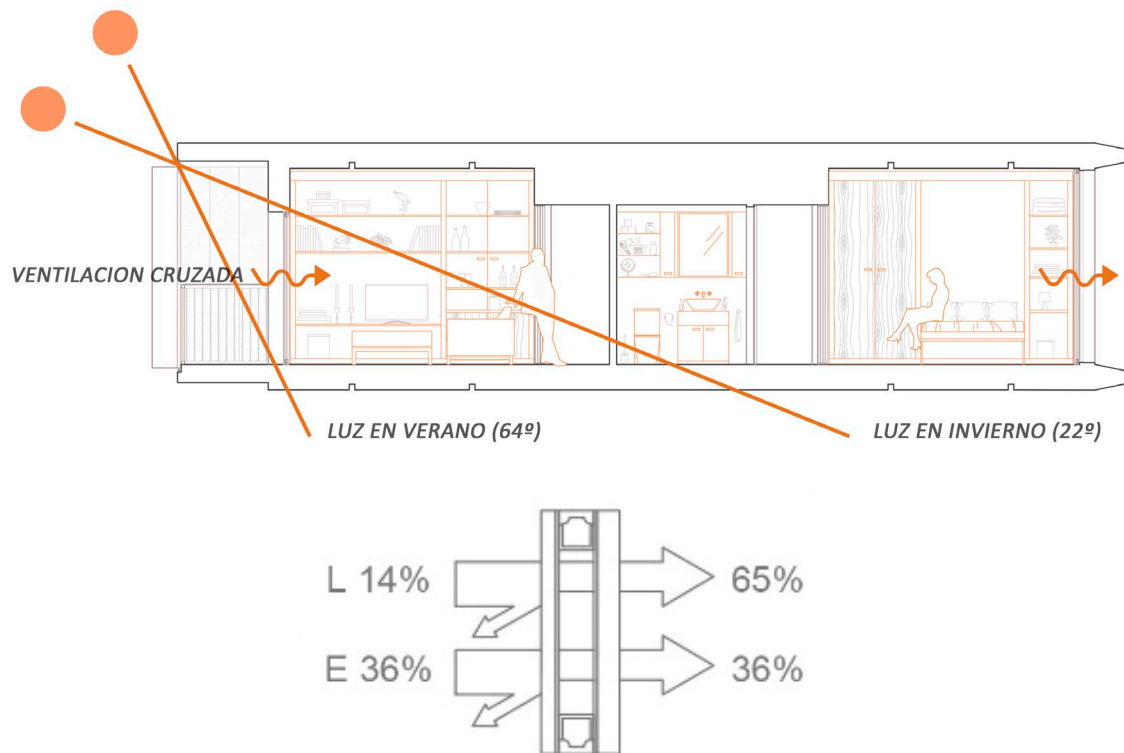 VENTILACION CRUZADA
LUZ EN VERANO (64º)
LUZ EN INVIERNO (22º)
L 14%
65%
E 36%
36%